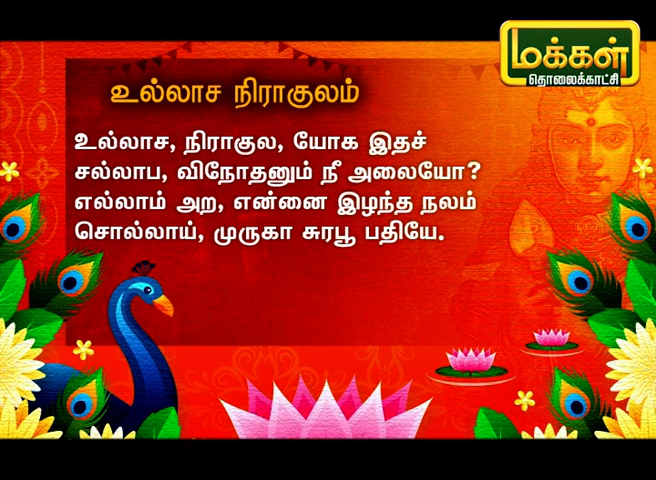 மக்கள்
தொலைக்காட்சி
உல்லாச நிராகுலம்
உல்லாச, நிராகுல, யோக இதச்
சல்லாப, விநோதனும் நீ அலையோ?
எல்லாம் அற, என்னை இழந்த நலம்
சொல்லாய், முருகா சுரபூ பதியே.